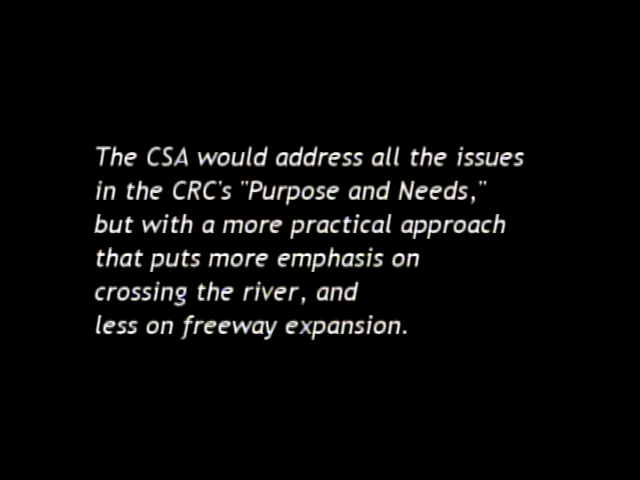 The CSA would address all the issues
in the CRC's "Purpose and Needs,"
but with a more practical approach
that puts more emphasis on
crossing the river, and
less on freeway expansion.